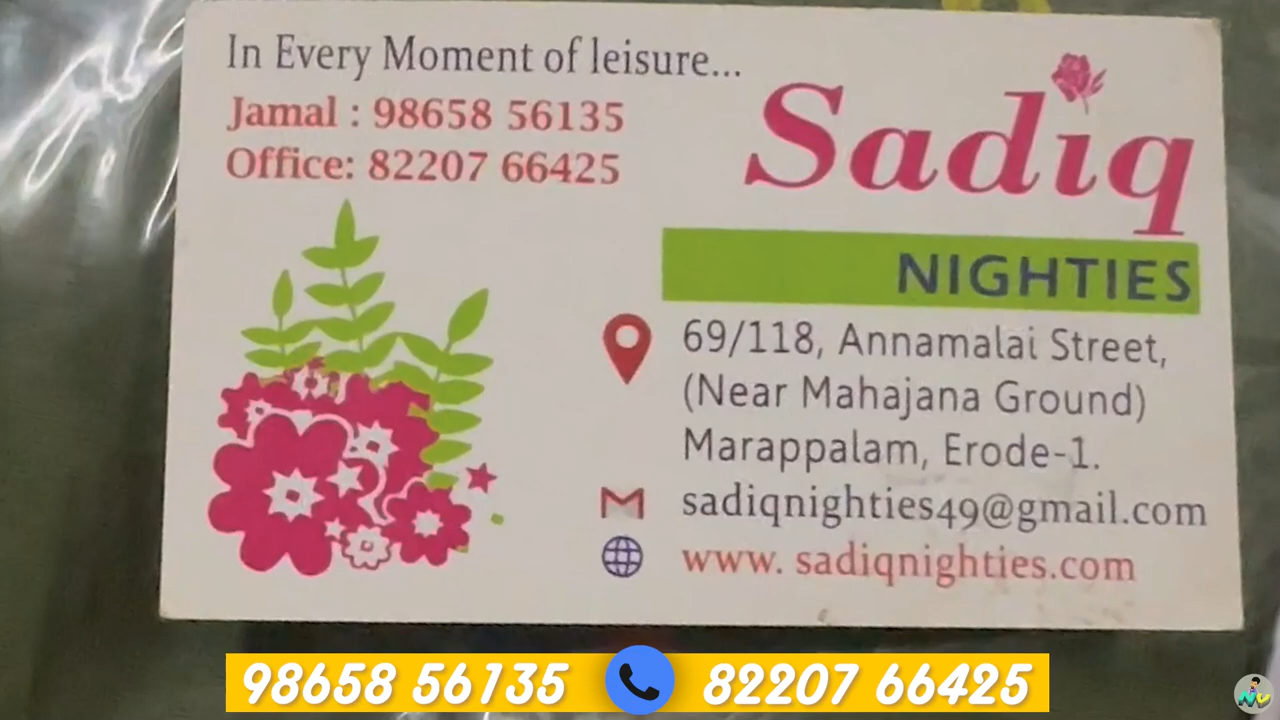 In Every Moment of leisure...
Jamal : 98658 56135
Office: 82207 66425
Sadiq
NIGHTIES
69/118, Annamalai Street,
(Near Mahajana Ground)
Marappalam, Erode-1.
sadiqnighties49@gmail.com
www. sadiqnighties.com
98658 56135 82207 66425